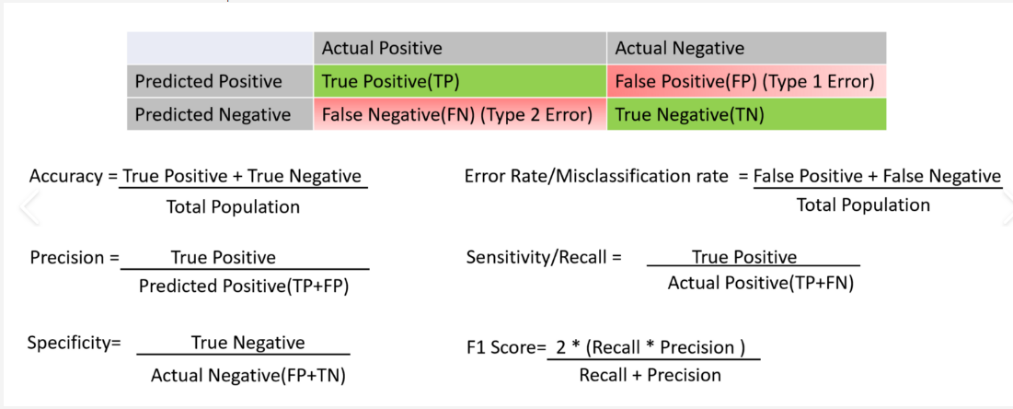 Actual Positive Actual Negative
Predicted Positive True Positive(TP) False Positive(FP) (Type 1 Error)
Predicted Negative False Negative(FN) (Type 2 Error) True Negative(TN)
Accuracy = True Positive + True Negative
Total Population
Error Rate/Misclassification rate = False Positive + False Negative
Total Population
Precision = True Positive
Predicted Positive(TP+FP)
Sensitivity/Recall = True Positive
Actual Positive(TP+FN)
Specificity= True Negative
Actual Negative(FP+TN)
F1 Score= 2 * (Recall * Precision )
Recall + Precision